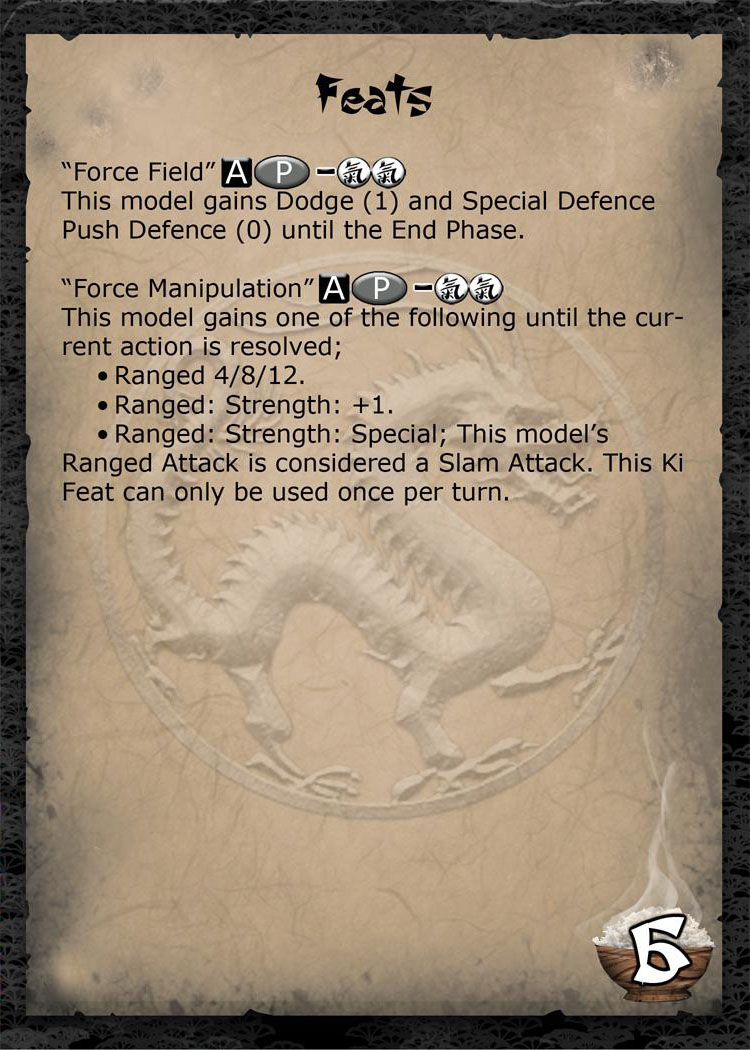 Feats
“Force Field” A P -氣氣
This model gains Dodge (1) and Special Defence
Push Defence (0) until the End Phase.
“Force Manipulation” A P -氣氣
This model gains one of the following until the cur-
rent action is resolved;
• Ranged 4/8/12.
• Ranged: Strength: +1.
• Ranged: Strength: Special; This model’s
Ranged Attack is considered a Slam Attack. This Ki
Feat can only be used once per turn.
5